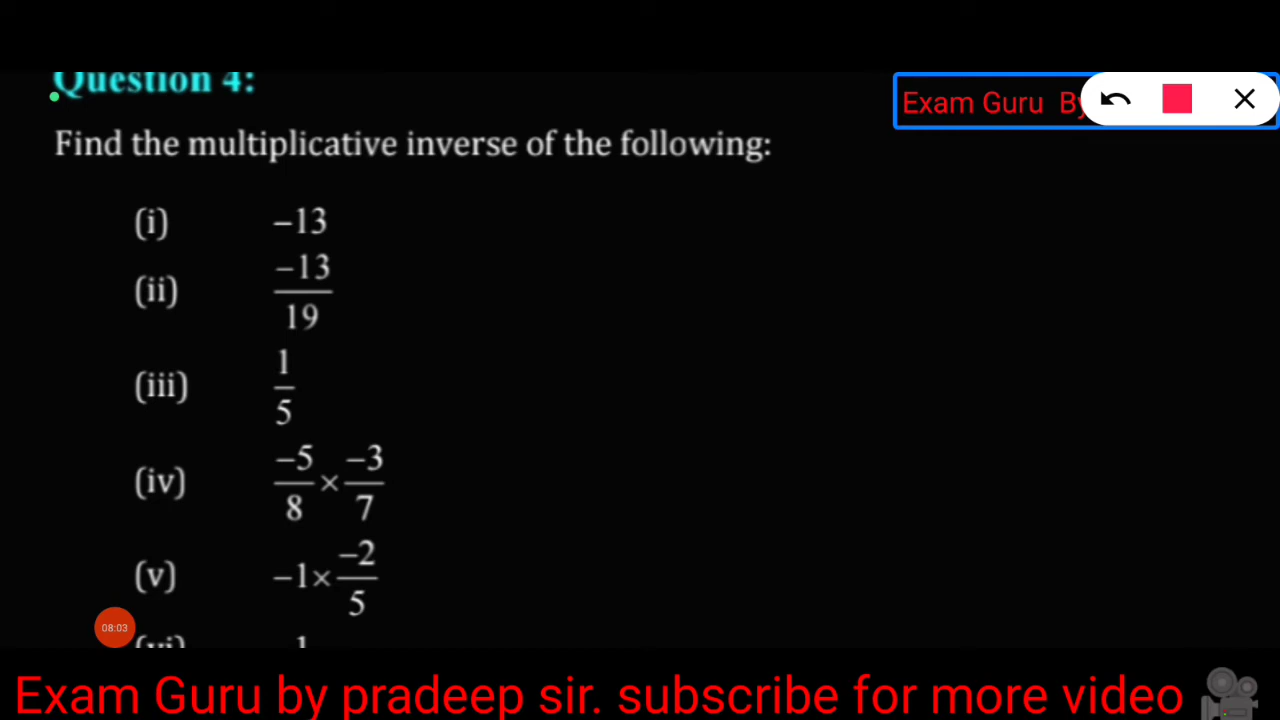 Question 4:
Exam Guru By
Find the multiplicative inverse of the following:
(i) –13
(ii) –13/19
(iii) 1/5
(iv) –5/8 × –3/7
(v) –1 × –2/5
08:03
Exam Guru by pradeep sir. subscribe for more video